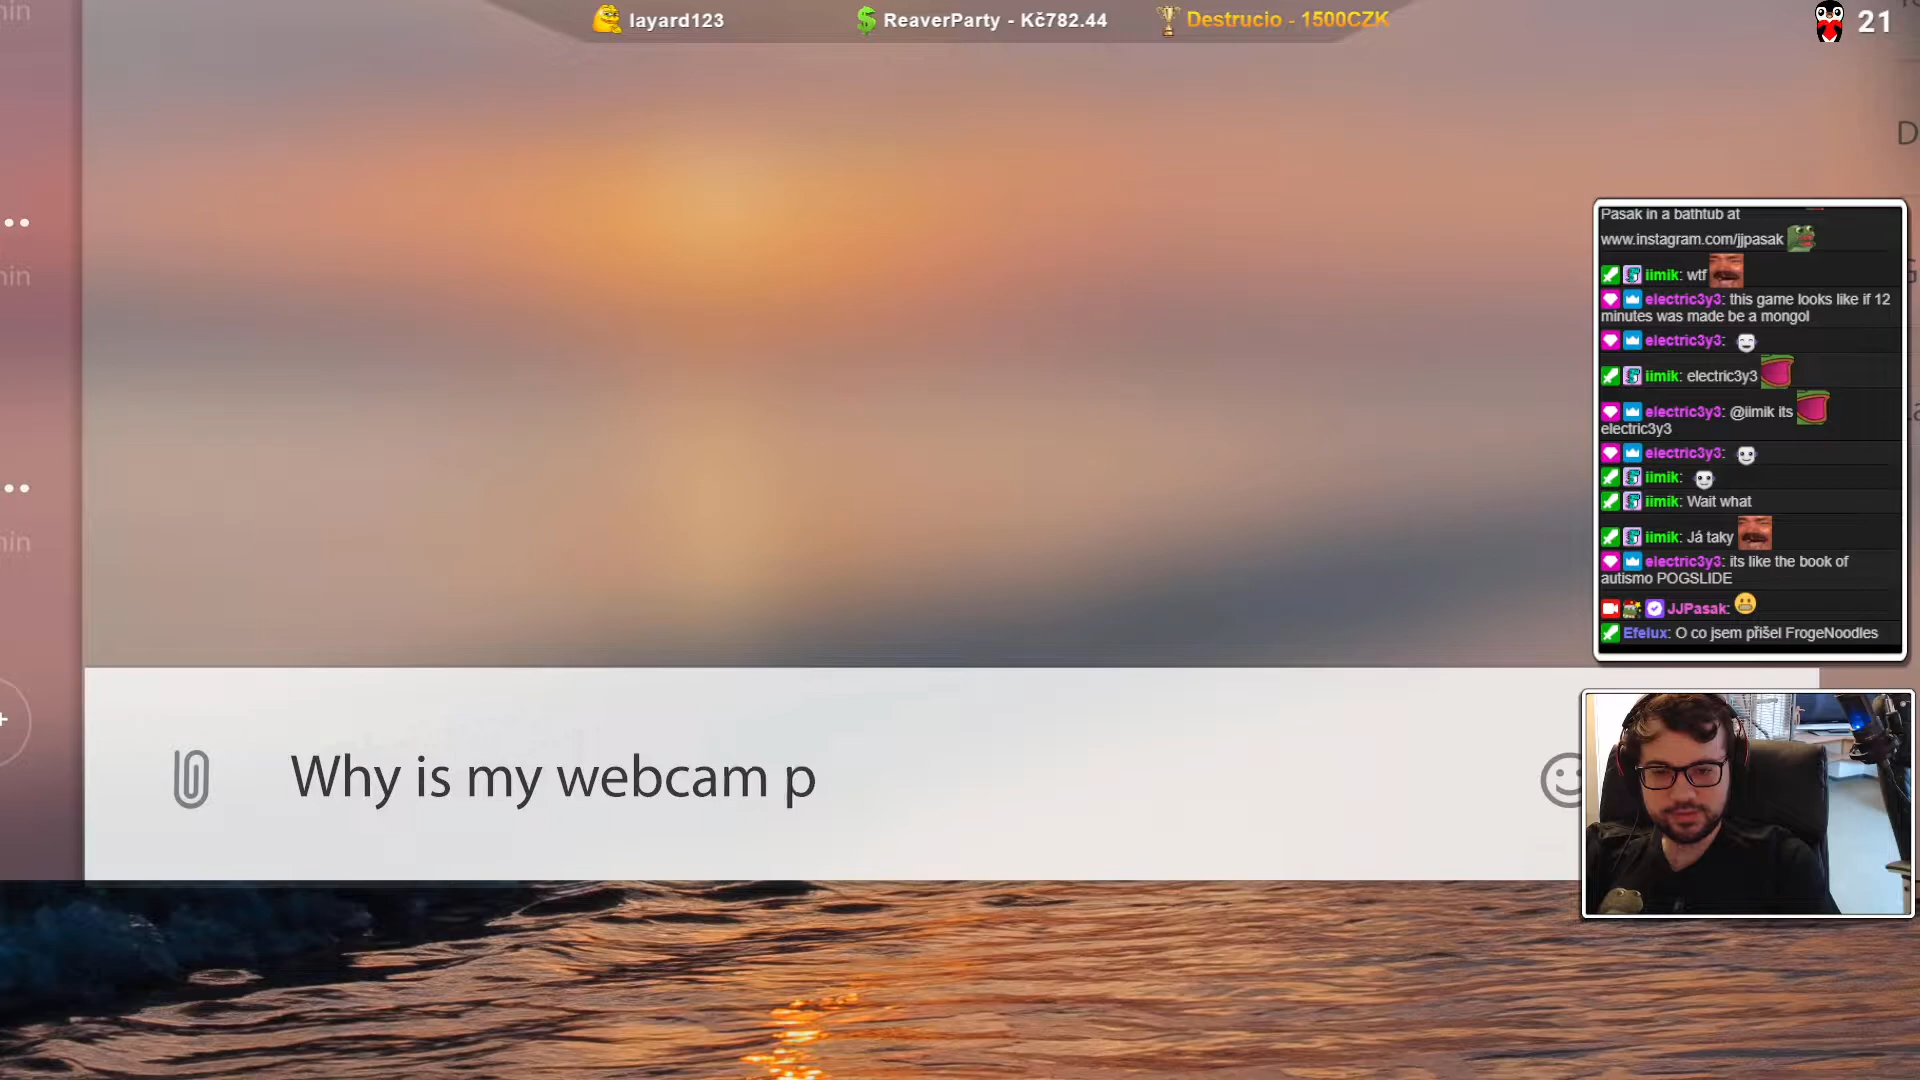 layard123
ReaverParty - Kč782.44
Destrucio - 1500CZK
21
D
Pasak in a bathtub at
www.instagram.com/jjpasak
iimik: wtf
electric3y3: this game looks like if 12
minutes was made be a mongol
electric3y3:
iimik: electric3y3
electric3y3: @iimik its
electric3y3
electric3y3:
iimik:
iimik: Wait what
iimik: Já taky
electric3y3: its like the book of
autismo POGSLIDE
JJPasak:
Efelux: O co jsem přišel FrogeNoodles
Why is my webcam p